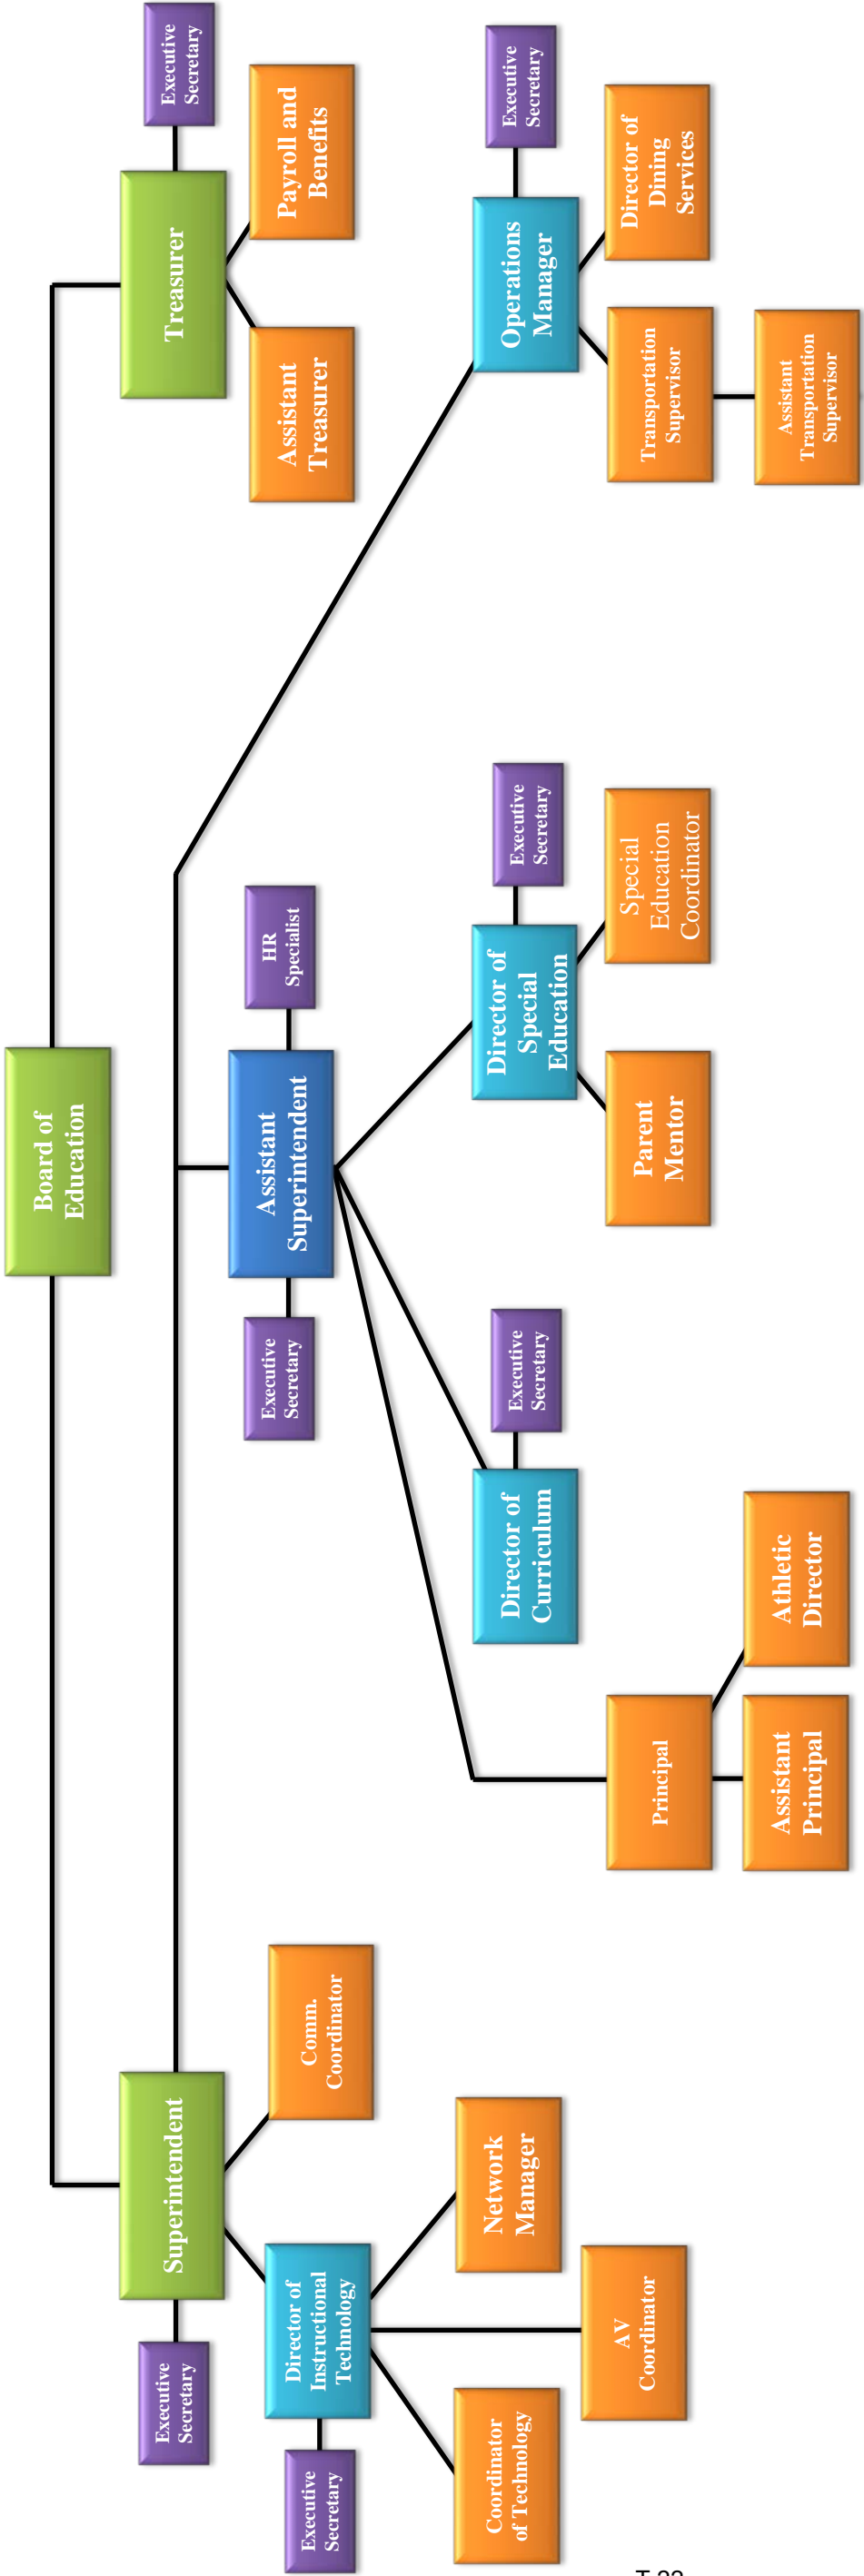 Board of
Education
Executive
Secretary
Superintendent
Treasurer
Executive
Secretary
Executive
Secretary
Director of
Instructional
Technology
Comm.
Coordinator
Executive
Secretary
Assistant
Superintendent
HR
Specialist
Assistant
Treasurer
Payroll and
Benefits
Coordinator
of Technology
Network
Manager
AV
Coordinator
Director of
Curriculum
Executive
Secretary
Director of
Special
Education
Executive
Secretary
Operations
Manager
Executive
Secretary
Principal
Parent
Mentor
Special
Education
Coordinator
Transportation
Supervisor
Director of
Dining
Services
Assistant
Principal
Athletic
Director
Assistant
Transportation
Supervisor